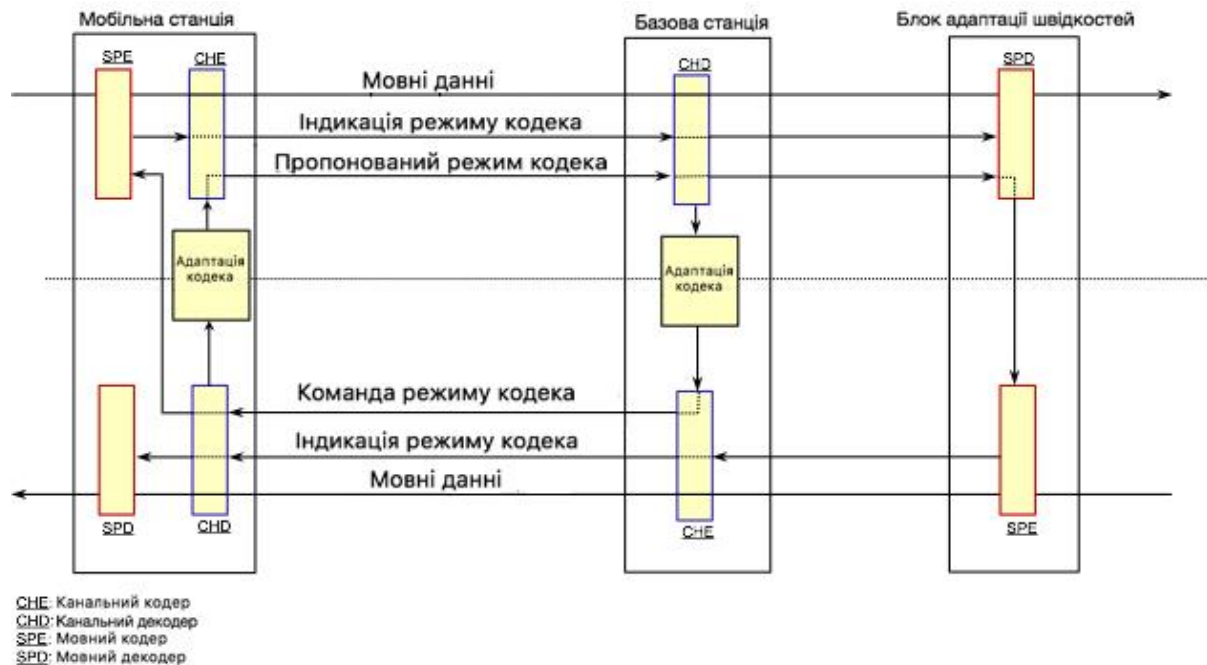 Мобільна станція
Базова станція
Блок адаптації швідкостей
SPE
CHE
CHD
SPD
Мовні данні
Індикація режиму кодека
Пропонований режим кодека
Адаптація
кодека
Адаптація
кодека
Команда режиму кодека
Індикація режиму кодека
Мовні данні
SPD
CHD
CHE
SPE
CHE: Канальний кодер
CHD: Канальний декодер
SPE: Мовний кодер
SPD: Мовний декодер